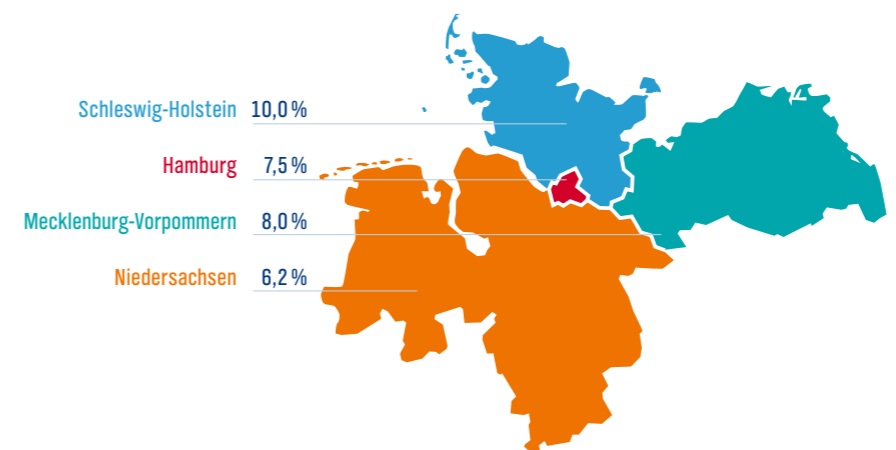 Schleswig-Holstein 10,0 %
Hamburg 7,5 %
Mecklenburg-Vorpommern 8,0 %
Niedersachsen 6,2 %